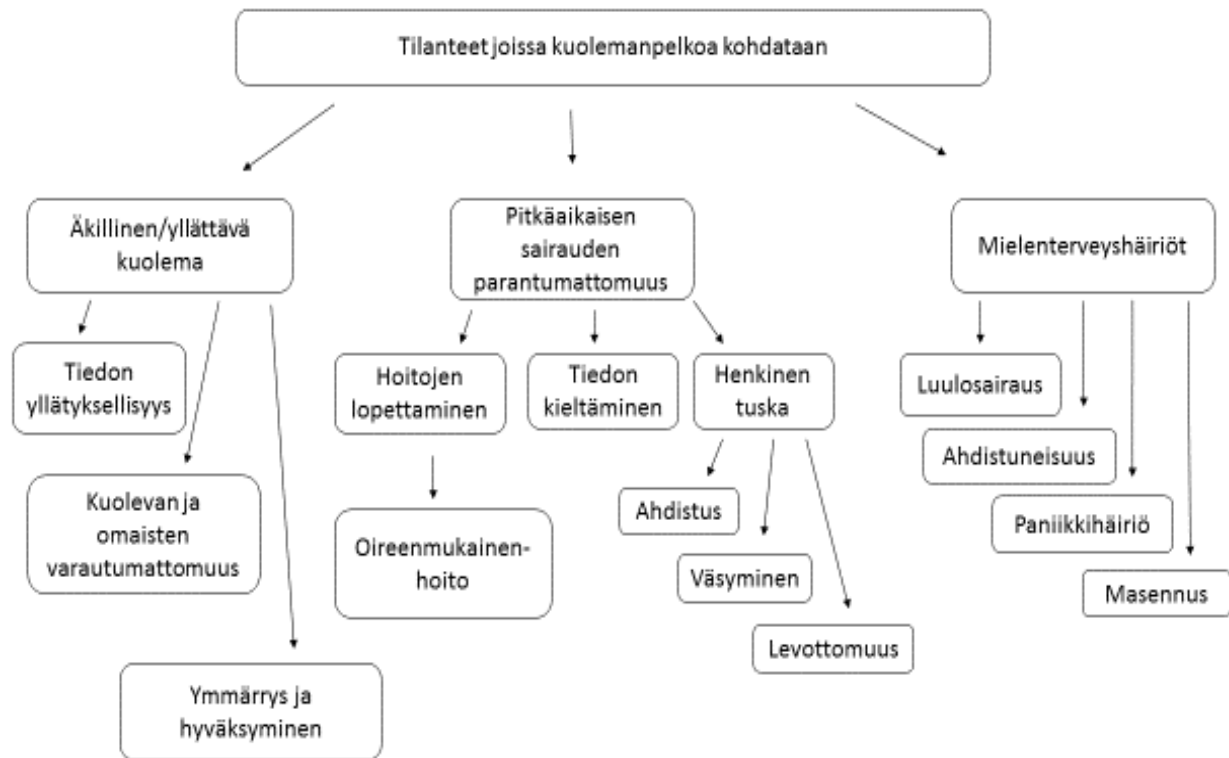 Tilanteet joissa kuolemanpelkoa kohdataan
Äkillinen/yllättävä
kuolema
Pitkäaikaisen
sairauden
parantumattomuus
Mielenterveyshäiriöt
Tiedon
yllätyksellisyys
Hoitojen
lopettaminen
Tiedon
kieltäminen
Henkinen
tuska
Luulosairaus
Ahdistuneisuus
Kuolevan ja
omaisten
varautumattomuus
Oireenmukainen-
hoito
Ahdistus
Paniikkihäiriö
Väsyminen
Masennus
Levottomuus
Ymmärrys ja
hyväksyminen